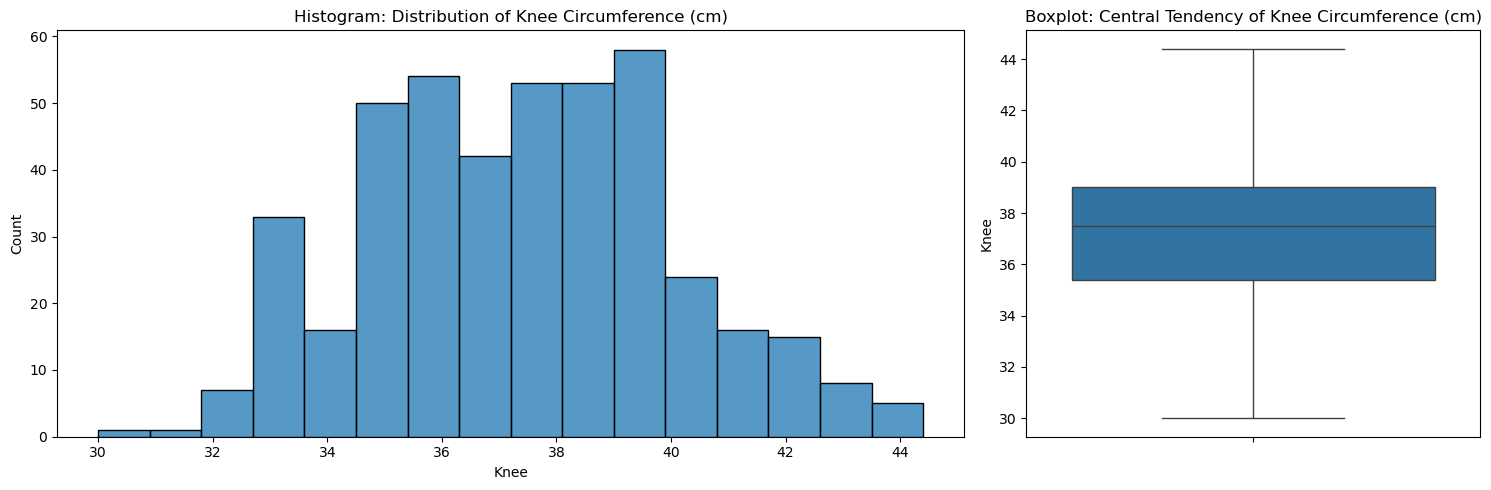 Histogram: Distribution of Knee Circumference (cm)
60
50
40
30
20
10
0
Count
30 32 34 36 38 40 42 44
Knee
Boxplot: Central Tendency of Knee Circumference (cm)
44
42
40
38
36
34
32
30
Knee